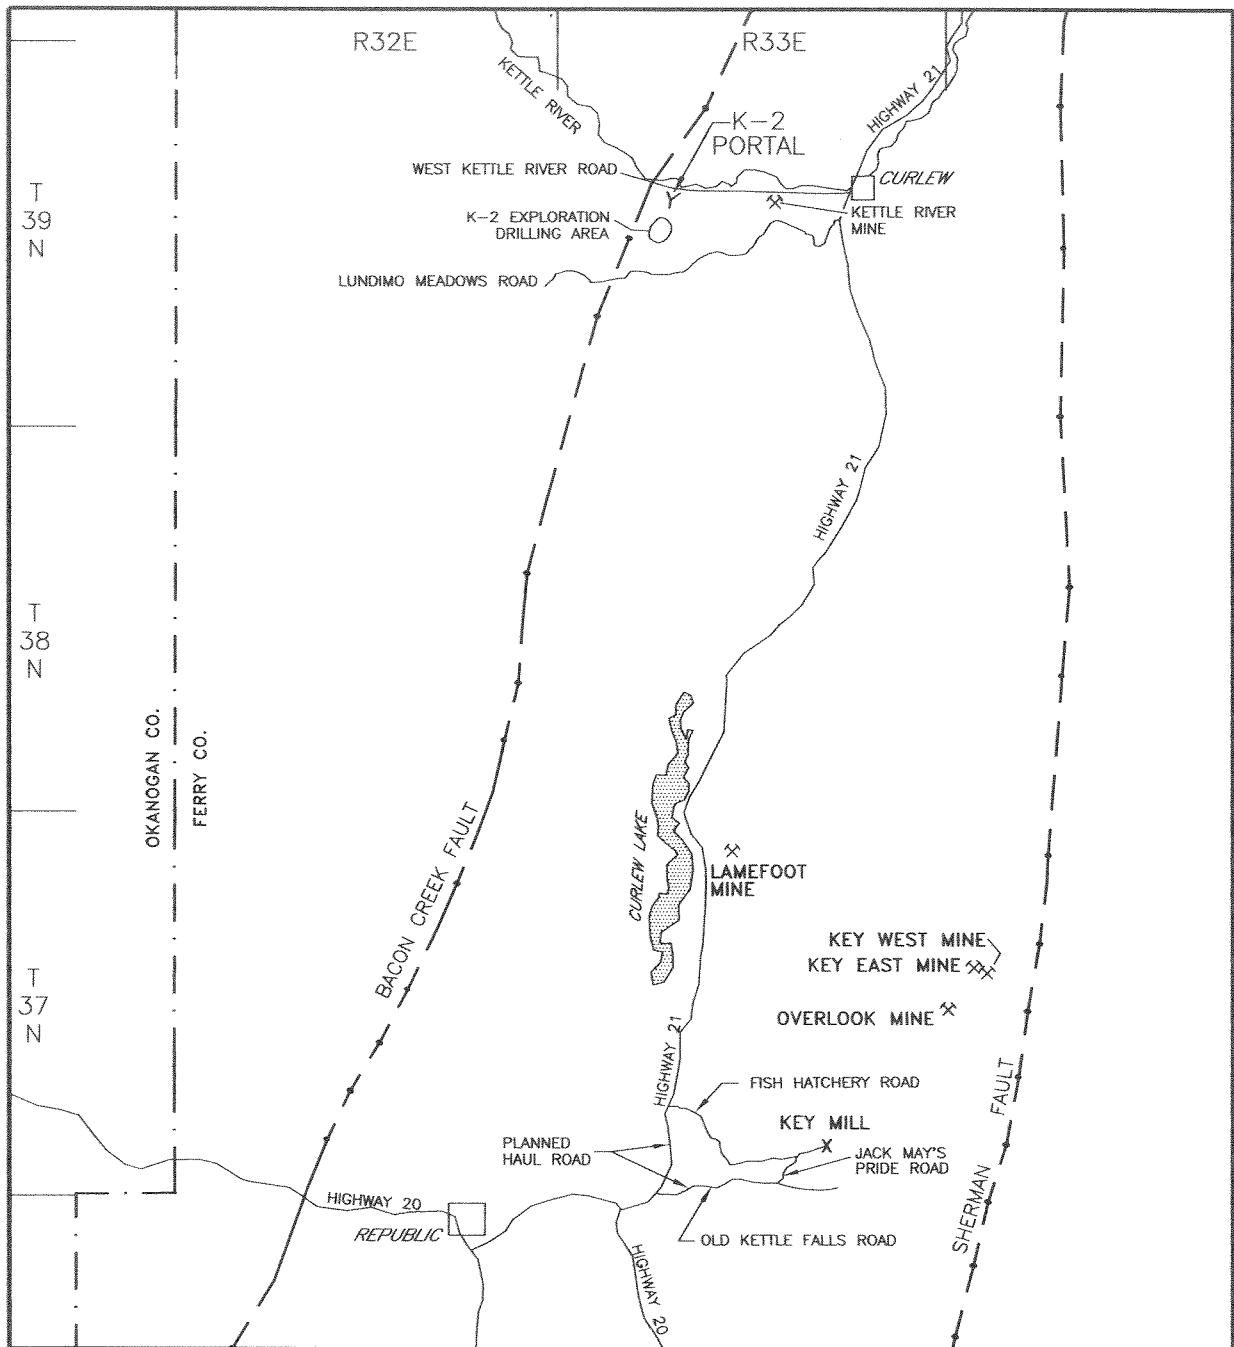 R32E
R33E
KETTLE RIVER
HIGHWAY 21
K-2
PORTAL
WEST KETTLE RIVER ROAD
CURLEW
T
39
N
K-2 EXPLORATION
DRILLING AREA
KETTLE RIVER
MINE
LUNDIMO MEADOWS ROAD
HIGHWAY 21
T
38
N
OKANOGAN CO.
FERRY CO.
BACON CREEK FAULT
CURLEW LAKE
LAMEFOOT
MINE
KEY WEST MINE
KEY EAST MINE
T
37
N
OVERLOOK MINE
HIGHWAY 21
FISH HATCHERY ROAD
SHERMAN FAULT
KEY MILL
X
PLANNED
HAUL ROAD
JACK MAY'S
PRIDE ROAD
HIGHWAY 20
REPUBLIC
OLD KETTLE FALLS ROAD
HIGHWAY 20